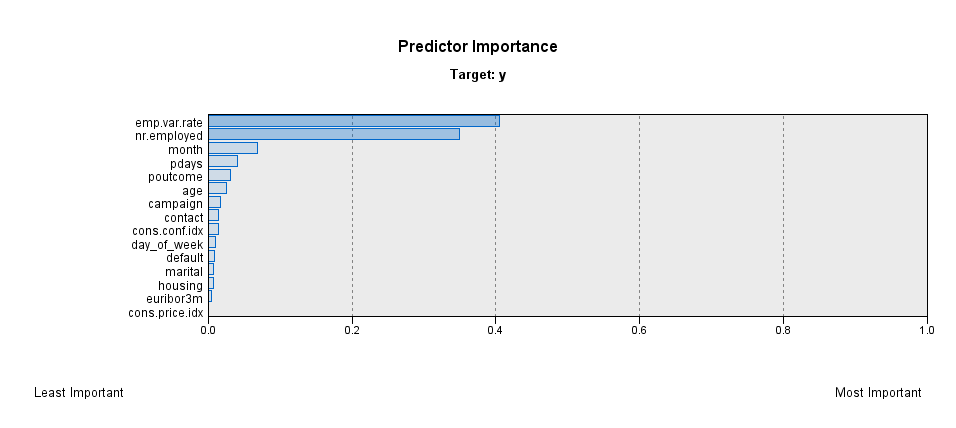 Predictor Importance
Target: y
emp.var.rate
nr.employed
month
pdays
poutcome
age
campaign
contact
cons.conf.idx
day_of_week
default
marital
housing
euribor3m
cons.price.idx
0.0 0.2 0.4 0.6 0.8 1.0
Least Important Most Important